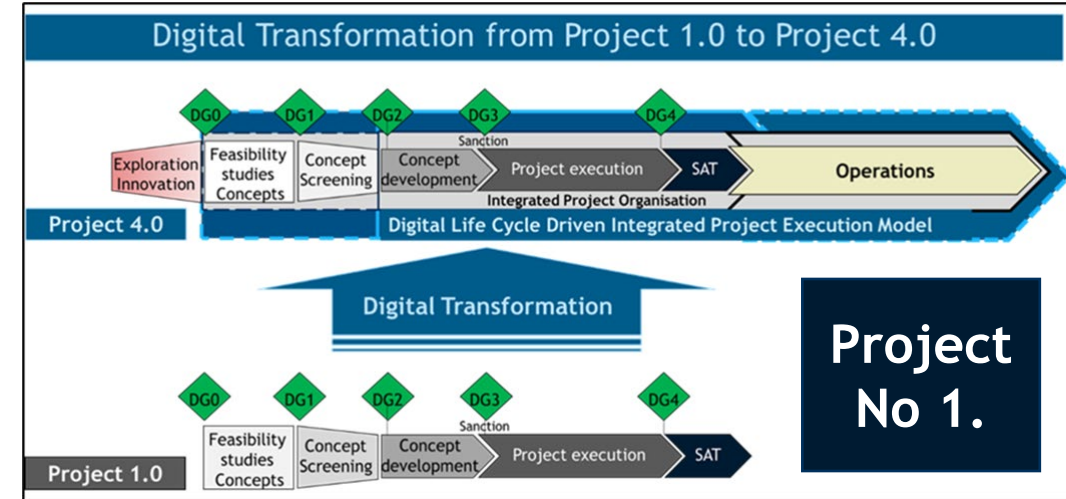 Digital Transformation from Project 1.0 to Project 4.0
DG0
DG1
DG2
DG3
DG4
Sanction
Exploration
Innovation
Feasibility
studies
Concepts
Concept
Screening
Concept
development
Project execution
SAT
Operations
Integrated Project Organisation
Project 4.0
Digital Life Cycle Driven Integrated Project Execution Model
Digital Transformation
Project
No 1.
DG0
DG1
DG2
DG3
DG4
Sanction
Feasibility
studies
Concepts
Concept
Screening
Concept
development
Project execution
SAT
Project 1.0